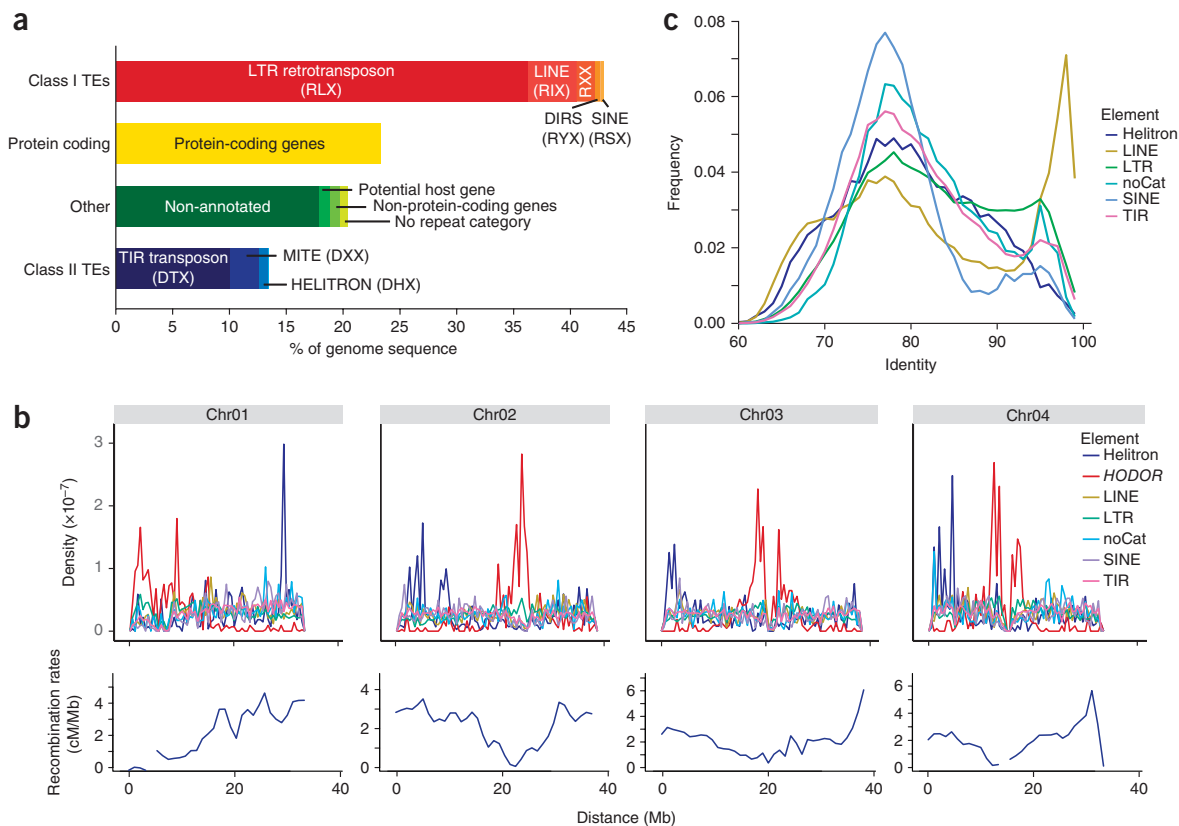 a
Class I TEs
LTR retrotransposon
(RLX)
LINE
(RIX)
RXX
DIRS
(RYX)
SINE
(RSX)
Protein coding
Protein-coding genes
Other
Non-annotated
Potential host gene
Non-protein-coding genes
No repeat category
Class II TEs
TIR transposon
(DTX)
MITE (DXX)
HELITRON (DHX)
0 5 10 15 20 25 30 35 40 45
% of genome sequence
c
0.08
0.06
0.04
0.02
0.00
Frequency
60 70 80 90 100
Identity
Element
Helitron
LINE
LTR
noCat
SINE
TIR
b
Chr01 Chr02 Chr03 Chr04
3
2
1
0
Density (×10⁻⁷)
Element
Helitron
HODOR
LINE
LTR
noCat
SINE
TIR
Recombination rates
(cM/Mb)
4
2
0
4
2
0
6
4
2
0
6
4
2
0
0 20 40 0 20 40 0 20 40 0 20 40
Distance (Mb)